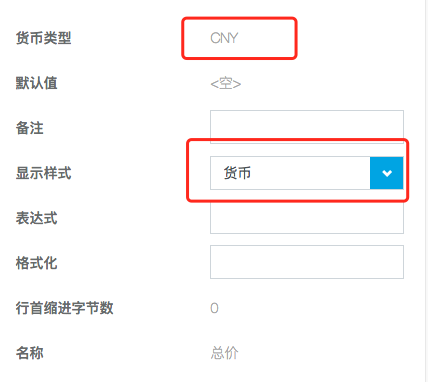 货币类型 CNY
默认值 <空>
备注
显示样式 货币
表达式
格式化
行首缩进字节数 0
名称 总价